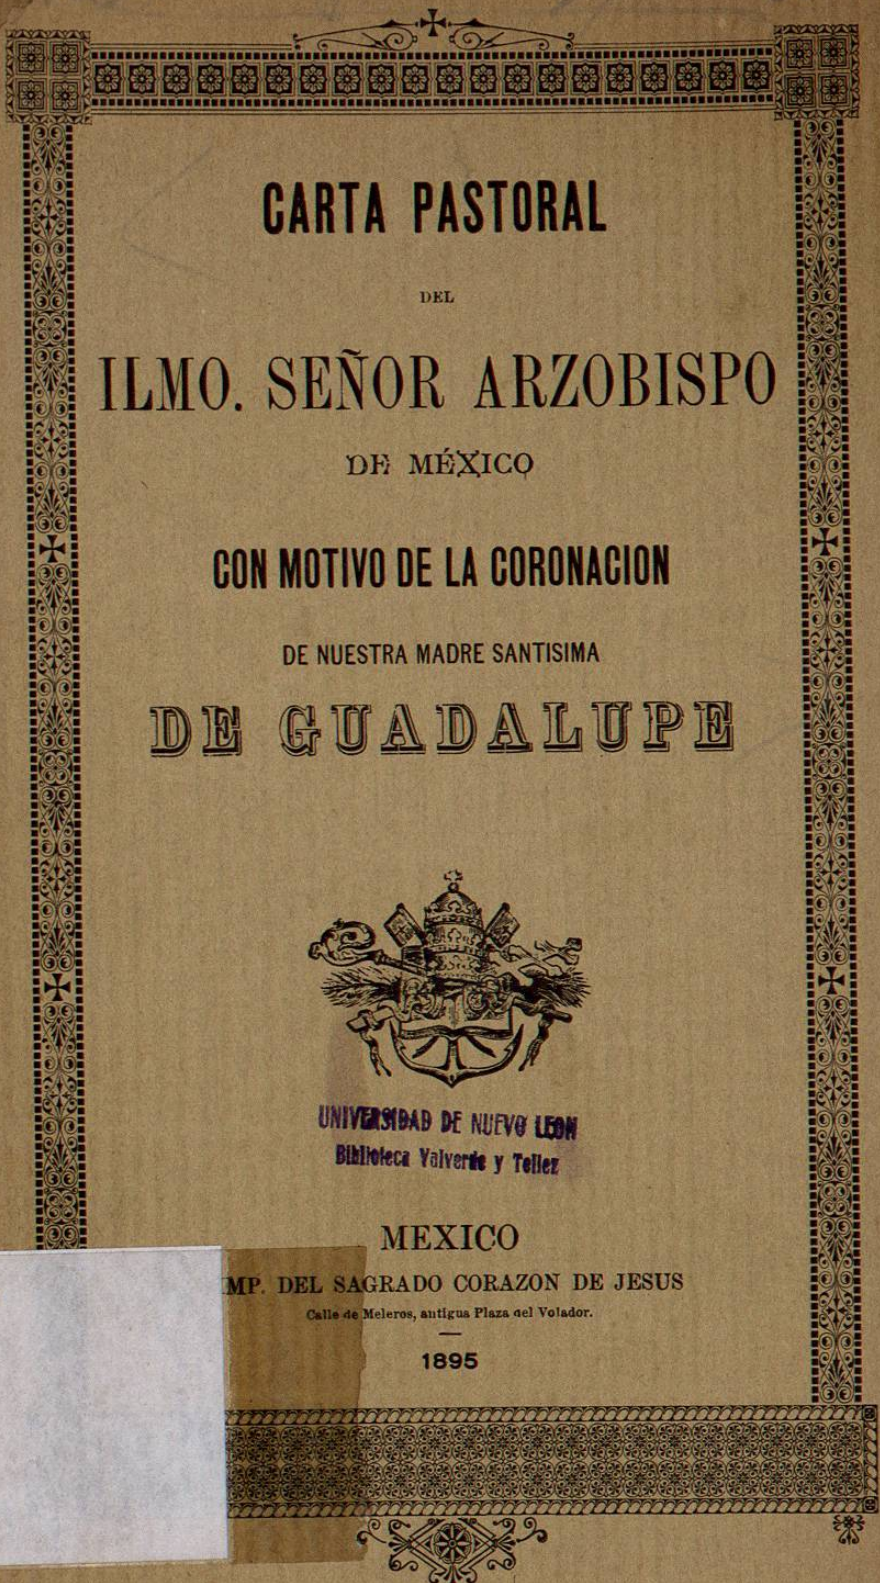 CARTA PASTORAL
DEL
ILMO. SEÑOR ARZOBISPO
DE MÉXICO
CON MOTIVO DE LA CORONACION
DE NUESTRA MADRE SANTISIMA
DE GUADALUPE
UNIVERSIDAD DE NUEVO LEON
Biblioteca Valverde y Tellez
MEXICO
MP. DEL SAGRADO CORAZON DE JESUS
Calle de Meleros, antigua Plaza del Volador.
1895